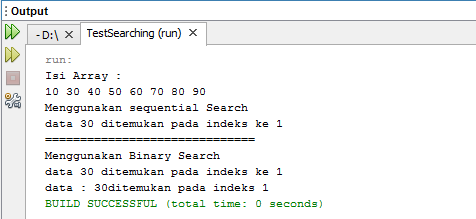 Output
- D:\ TestSearching (run)
run:
Isi Array :
10 30 40 50 60 70 80 90
Menggunakan sequential Search
data 30 ditemukan pada indeks ke 1
==============================
Menggunakan Binary Search
data 30 ditemukan pada indeks ke 1
data : 30ditemukan pada indeks 1
BUILD SUCCESSFUL (total time: 0 seconds)